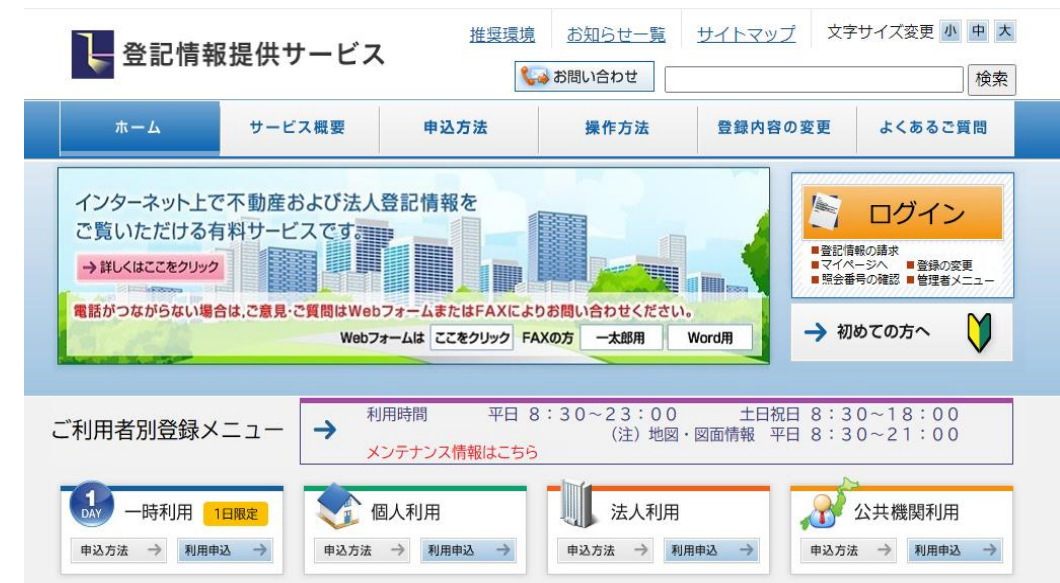 登記情報提供サービス
推奨環境 お知らせ一覧 サイトマップ 文字サイズ変更 小 中 大
お問い合わせ 検索
ホーム サービス概要 申込方法 操作方法 登録内容の変更 よくあるご質問
インターネット上で不動産および法人登記情報を
ご覧いただける有料サービスです。
→詳しくはここをクリック
電話がつながらない場合は,ご意見・ご質問はWebフォームまたはFAXによりお問い合わせください。
Webフォームは ここをクリック FAXの方 一太郎用 Word用
ログイン
■登記情報の請求
■マイページへ ■登録の変更
■照会番号の確認 ■管理者メニュー
→ 初めての方へ
ご利用者別登録メニュー
→ 利用時間 平日 8:30~23:00 土日祝日 8:30~18:00
(注)地図・図面情報 平日 8:30~21:00
メンテナンス情報はこちら
1 DAY 一時利用 1日限定
申込方法 → 利用申込 →
個人利用
申込方法 → 利用申込 →
法人利用
申込方法 → 利用申込 →
公共機関利用
申込方法 → 利用申込 →